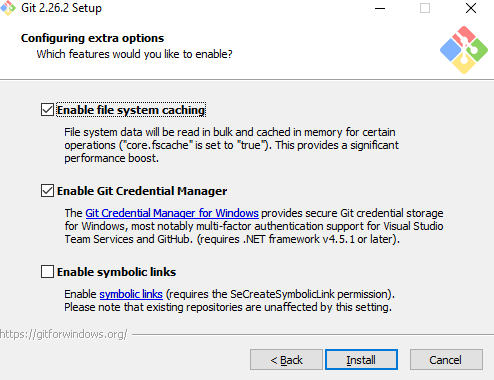 Git 2.26.2 Setup
Configuring extra options
Which features would you like to enable?
Enable file system caching
File system data will be read in bulk and cached in memory for certain
operations ("core.fscache" is set to "true"). This provides a significant
performance boost.
Enable Git Credential Manager
The Git Credential Manager for Windows provides secure Git credential storage
for Windows, most notably multi-factor authentication support for Visual Studio
Team Services and GitHub. (requires .NET framework v4.5.1 or later).
Enable symbolic links
Enable symbolic links (requires the SeCreateSymbolicLink permission).
Please note that existing repositories are unaffected by this setting.
https://gitforwindows.org/
< Back
Install
Cancel